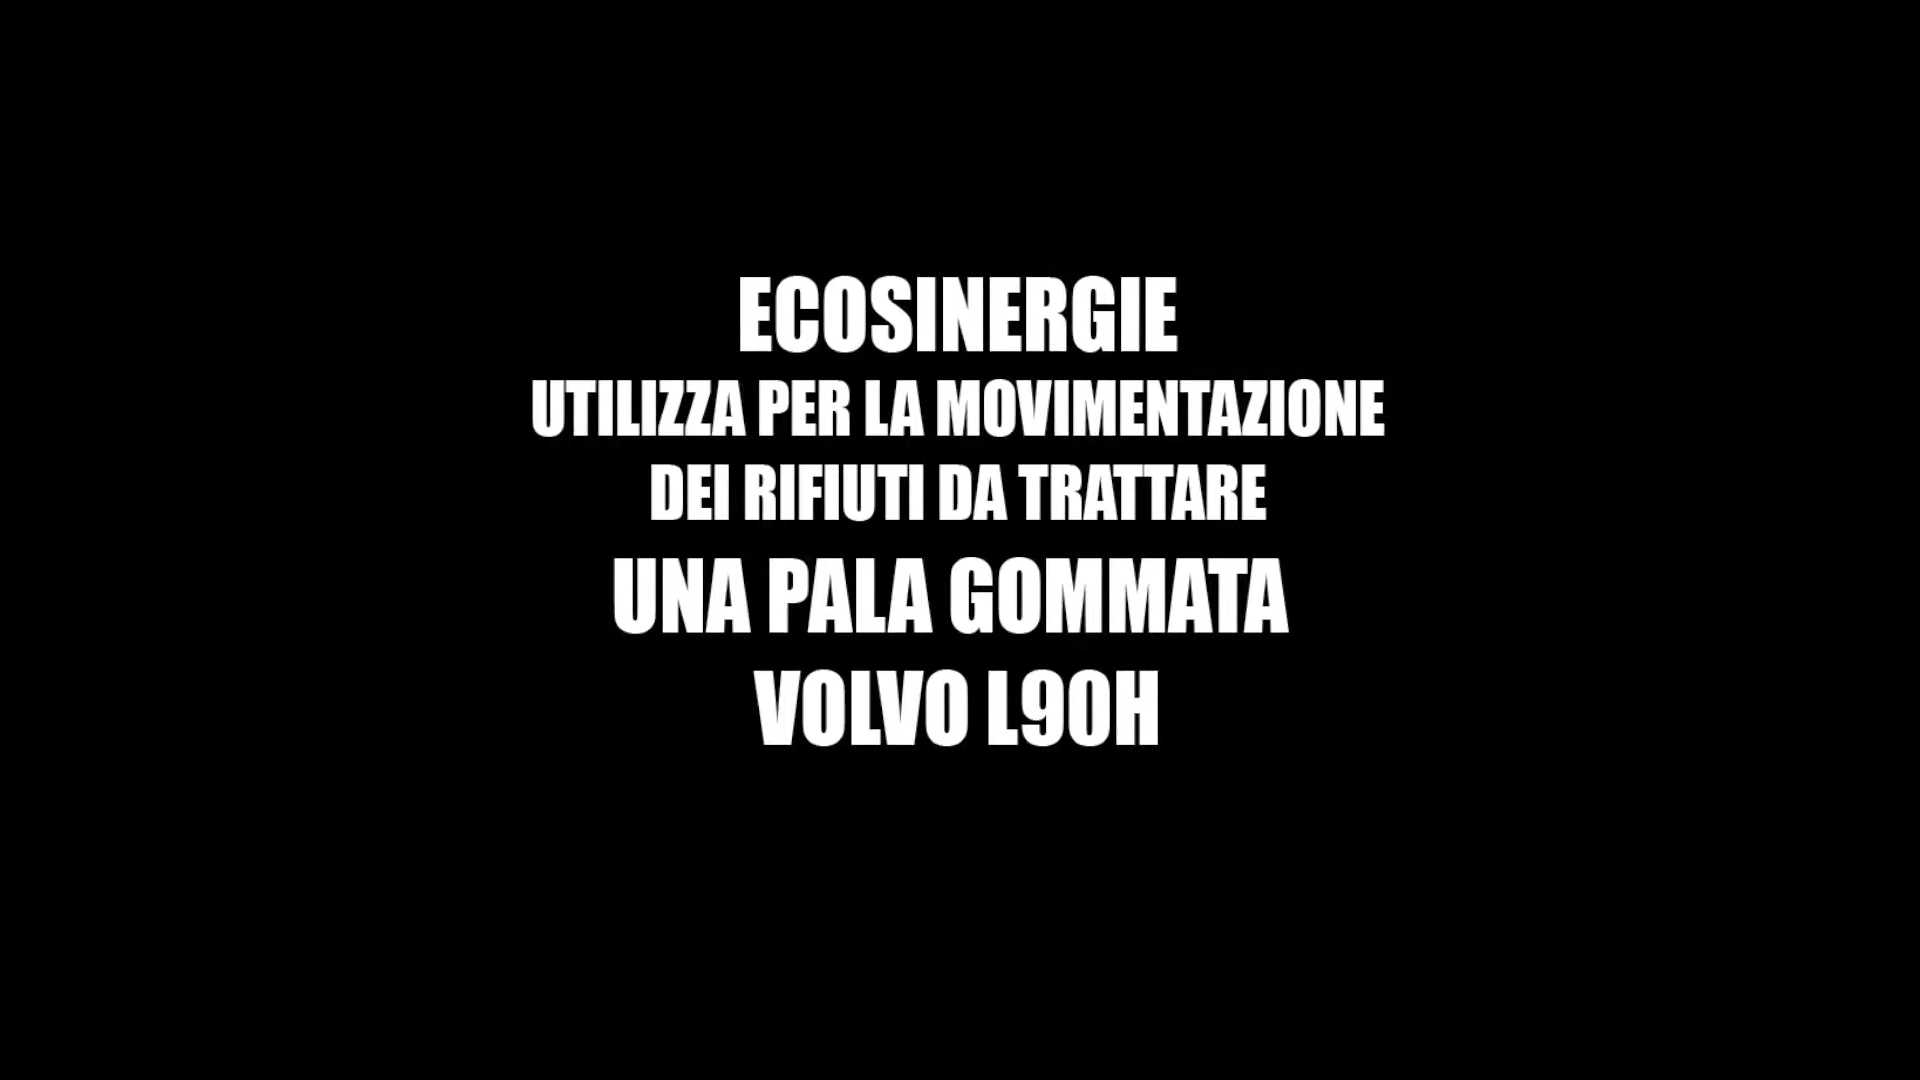 ECOSINERGIE
UTILIZZA PER LA MOVIMENTAZIONE
DEI RIFIUTI DA TRATTARE
UNA PALA GOMMATA
VOLVO L90H